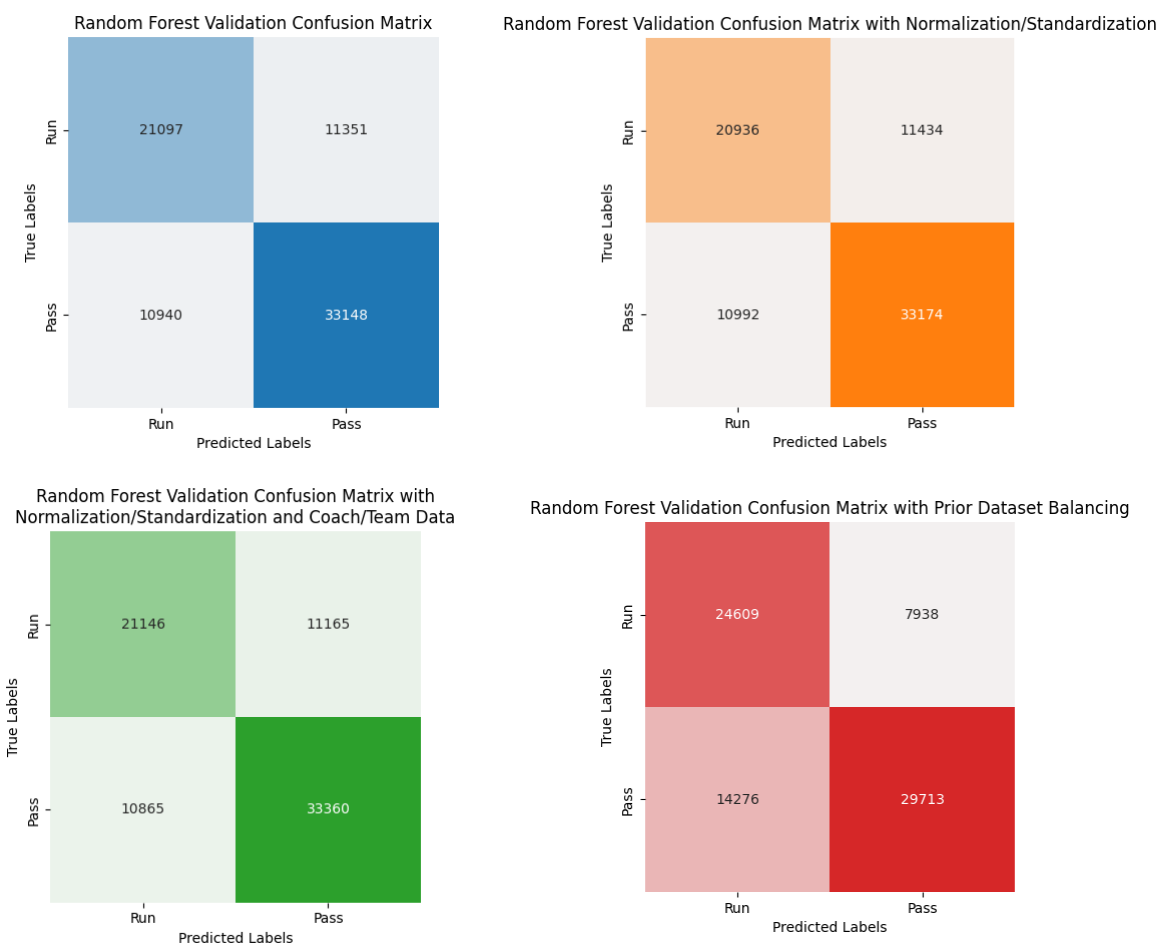 Random Forest Validation Confusion Matrix
Run
21097
11351
True Labels
Pass
10940
33148
Run
Pass
Predicted Labels
Random Forest Validation Confusion Matrix with Normalization/Standardization
Run
20936
11434
True Labels
Pass
10992
33174
Run
Pass
Predicted Labels
Random Forest Validation Confusion Matrix with
Normalization/Standardization and Coach/Team Data
Run
21146
11165
True Labels
Pass
10865
33360
Run
Pass
Predicted Labels
Random Forest Validation Confusion Matrix with Prior Dataset Balancing
Run
24609
7938
True Labels
Pass
14276
29713
Run
Pass
Predicted Labels